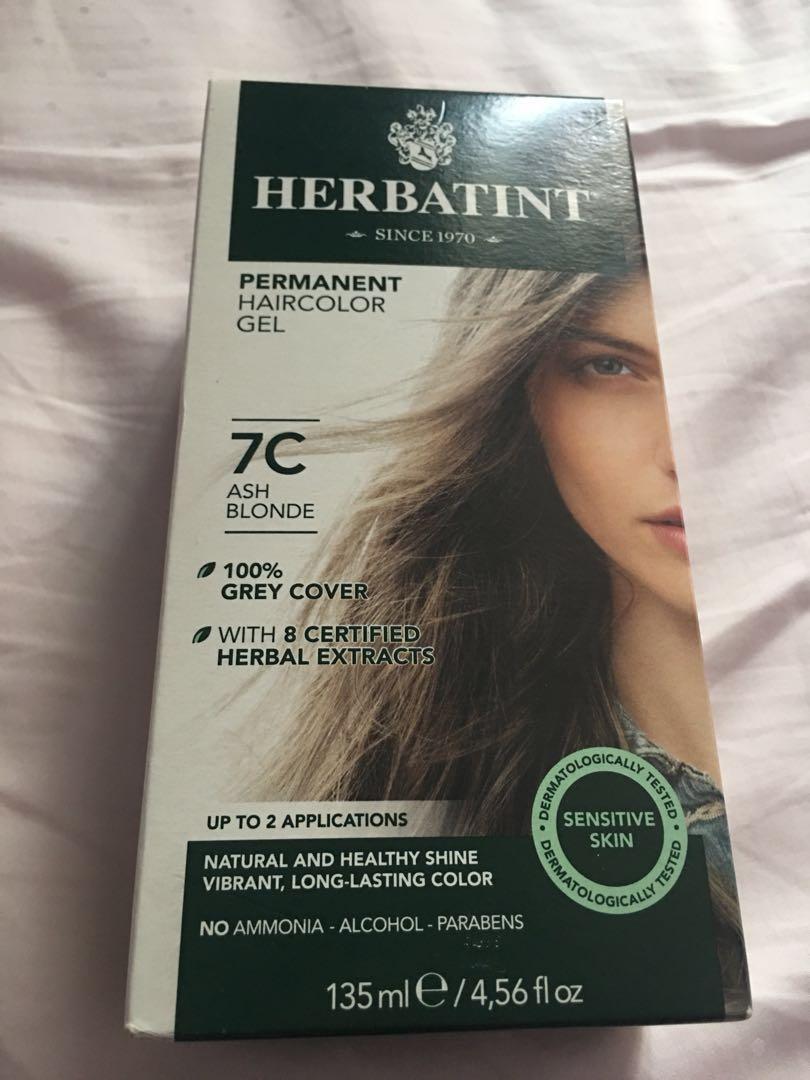 HERBATINT
SINCE 1970
PERMANENT
HAIRCOLOR
GEL
7C
ASH
BLONDE
100%
GREY COVER
WITH 8 CERTIFIED
HERBAL EXTRACTS
UP TO 2 APPLICATIONS
NATURAL AND HEALTHY SHINE
VIBRANT, LONG-LASTING COLOR
NO AMMONIA - ALCOHOL - PARABENS
135 ml ℮ / 4,56 fl oz
• DERMATOLOGICALLY TESTED •
SENSITIVE
SKIN
DERMATOLOGICALLY TESTED